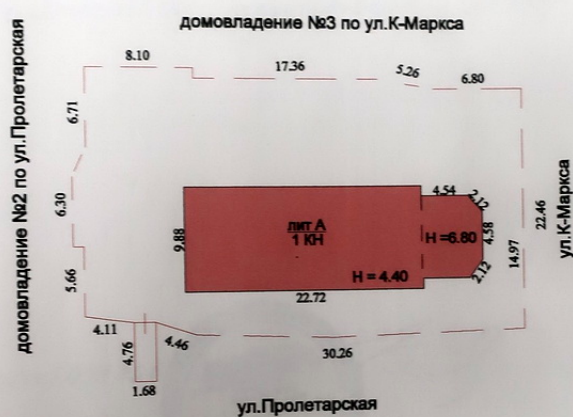 домовладение №3 по ул.К-Маркса
8.10
17.36
5.26
6.80
домовладение №2 по ул.Пролетарская
6.71
6.30
5.66
9.88
лит А
1 КН
4.54
2.12
H =6.80
4.58
2.12
14.97
22.46
ул.К-Маркса
H = 4.40
22.72
4.11
4.76
4.46
1.68
30.26
ул.Пролетарская